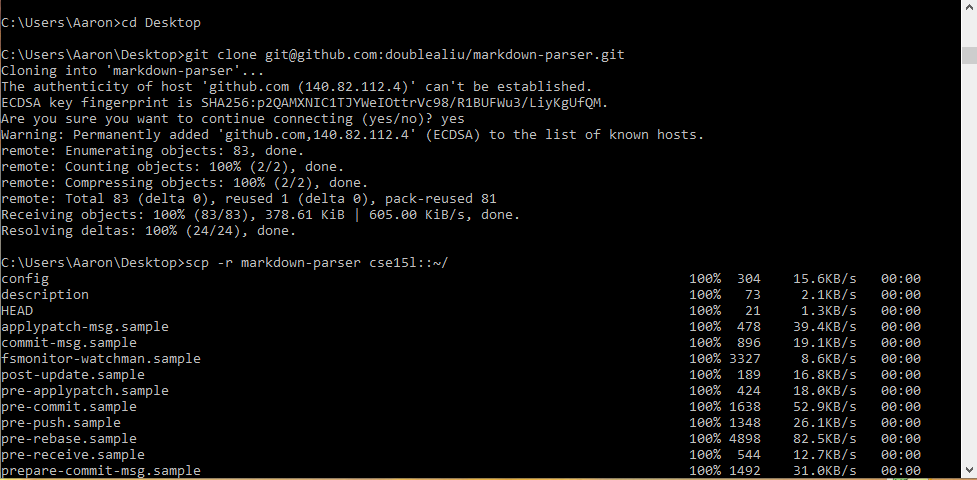 C:\Users\Aaron>cd Desktop
C:\Users\Aaron\Desktop>git clone git@github.com:doublealiu/markdown-parser.git
Cloning into 'markdown-parser'...
The authenticity of host 'github.com (140.82.112.4)' can't be established.
ECDSA key fingerprint is SHA256:p2QAMXNIC1TJYWeIOttrVc98/R1BUFWu3/LiyKgUfQM.
Are you sure you want to continue connecting (yes/no)? yes
Warning: Permanently added 'github.com,140.82.112.4' (ECDSA) to the list of known hosts.
remote: Enumerating objects: 83, done.
remote: Counting objects: 100% (2/2), done.
remote: Compressing objects: 100% (2/2), done.
remote: Total 83 (delta 0), reused 1 (delta 0), pack-reused 81
Receiving objects: 100% (83/83), 378.61 KiB | 605.00 KiB/s, done.
Resolving deltas: 100% (24/24), done.
C:\Users\Aaron\Desktop>scp -r markdown-parser cse15l::~/
config 100% 304 15.6KB/s 00:00
description 100% 73 2.1KB/s 00:00
HEAD 100% 21 1.3KB/s 00:00
applypatch-msg.sample 100% 478 39.4KB/s 00:00
commit-msg.sample 100% 896 19.1KB/s 00:00
fsmonitor-watchman.sample 100% 3327 8.6KB/s 00:00
post-update.sample 100% 189 16.8KB/s 00:00
pre-applypatch.sample 100% 424 18.0KB/s 00:00
pre-commit.sample 100% 1638 52.9KB/s 00:00
pre-push.sample 100% 1348 26.1KB/s 00:00
pre-rebase.sample 100% 4898 82.5KB/s 00:00
pre-receive.sample 100% 544 12.7KB/s 00:00
prepare-commit-msg.sample 100% 1492 31.0KB/s 00:00